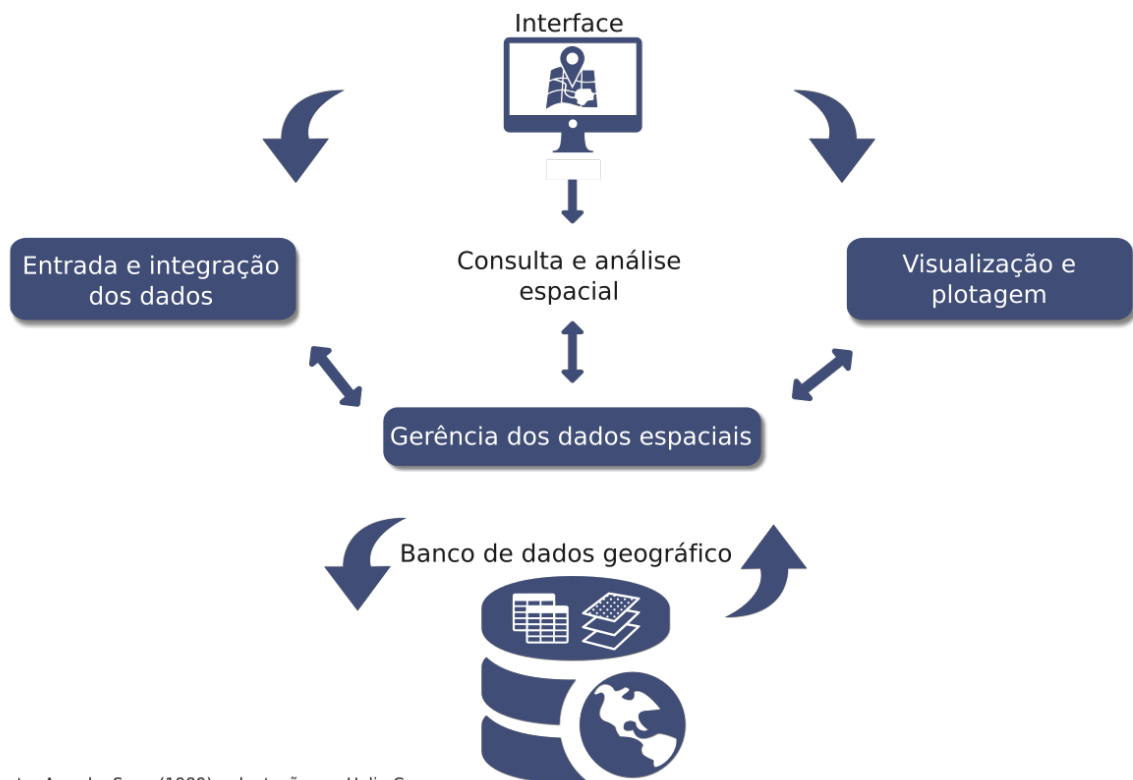 Interface
Entrada e integração
dos dados
Consulta e análise
espacial
Visualização e
plotagem
Gerência dos dados espaciais
Banco de dados geográfico